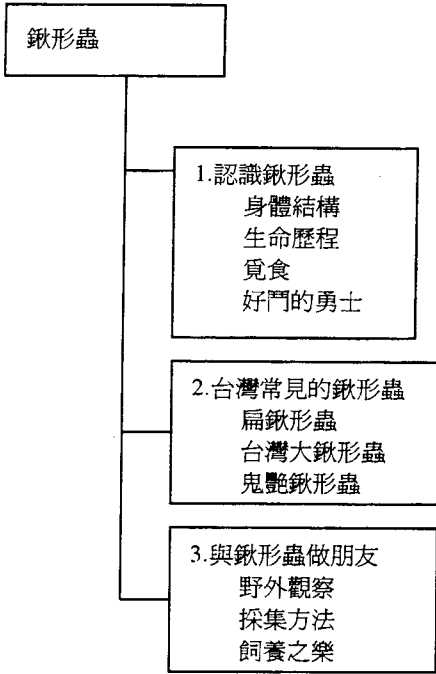 鍬形蟲
1.認識鍬形蟲
身體結構
生命歷程
覓食
好鬥的勇士
2.台灣常見的鍬形蟲
扁鍬形蟲
台灣大鍬形蟲
鬼艷鍬形蟲
3.與鍬形蟲做朋友
野外觀察
採集方法
飼養之樂